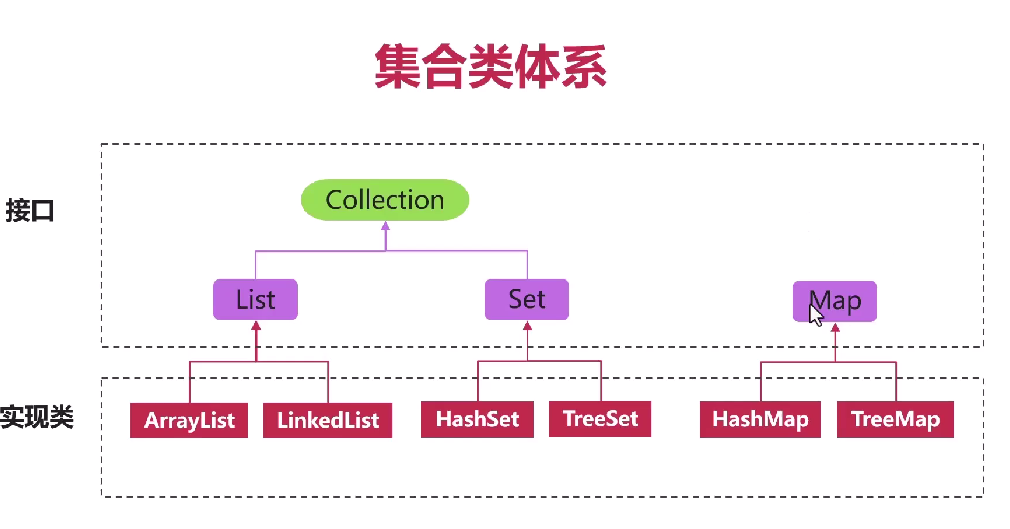 集合类体系
接口
Collection
List
Set
Map
实现类
ArrayList
LinkedList
HashSet
TreeSet
HashMap
TreeMap